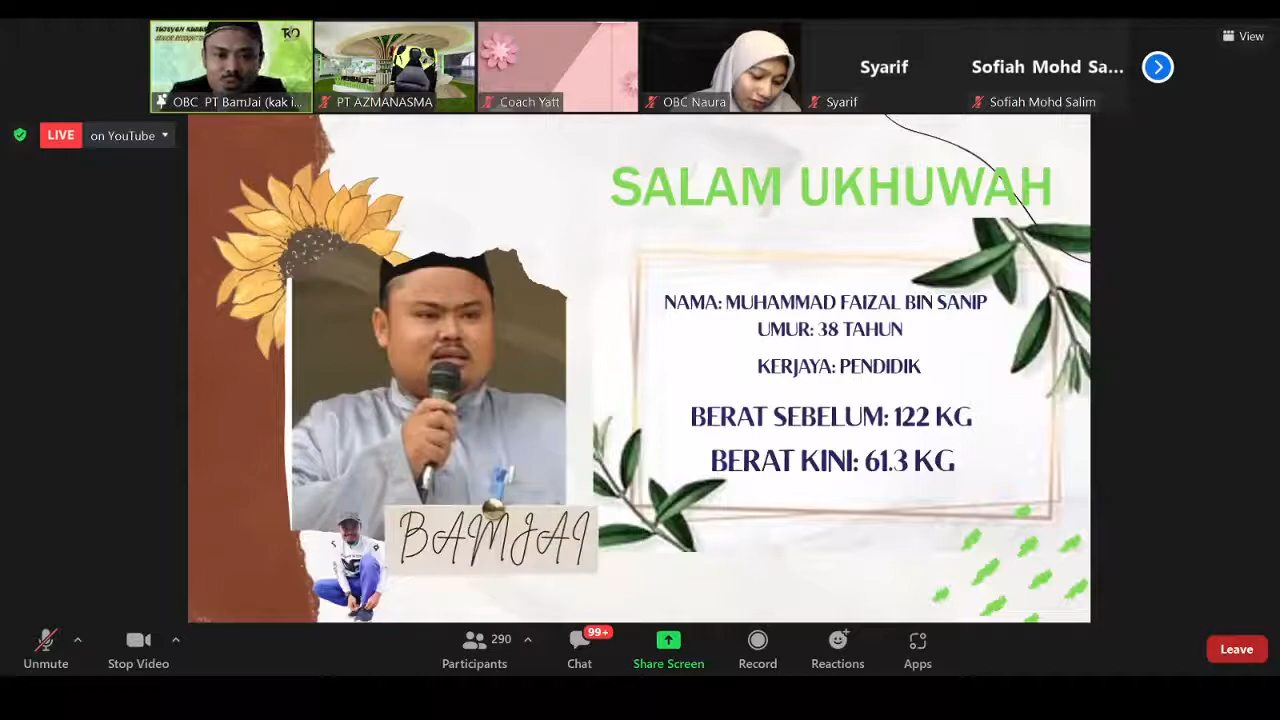 View
Syarif
Sofiah Mohd Sa...
OBC PT BamJai (kak i...
PT AZMANASMA
Coach Yatt
OBC Naura
Syarif
Sofiah Mohd Salim
LIVE
on YouTube
SALAM UKHUWAH
NAMA: MUHAMMAD FAIZAL BIN SANIP
UMUR: 38 TAHUN
KERJAYA: PENDIDIK
BERAT SEBELUM: 122 KG
BERAT KINI: 61.3 KG
BAMJAI
Unmute
Stop Video
290
Participants
99+
Chat
Share Screen
Record
Reactions
Apps
Leave